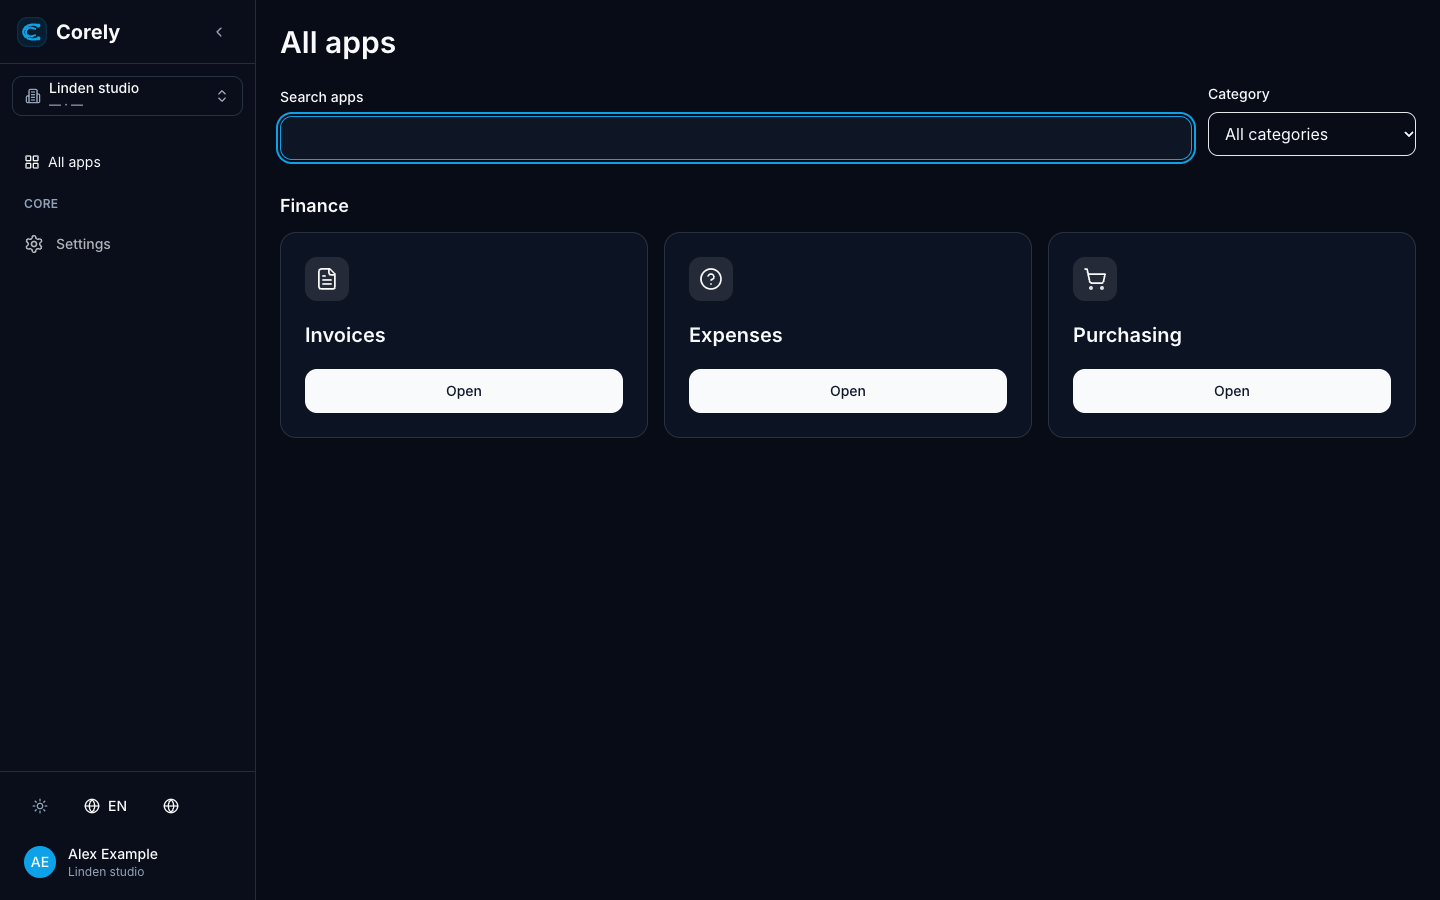 Corely
Linden studio
— · —
All apps
CORE
Settings
EN
AE
Alex Example
Linden studio
All apps
Search apps
Category
All categories
Finance
Invoices
Open
Expenses
Open
Purchasing
Open